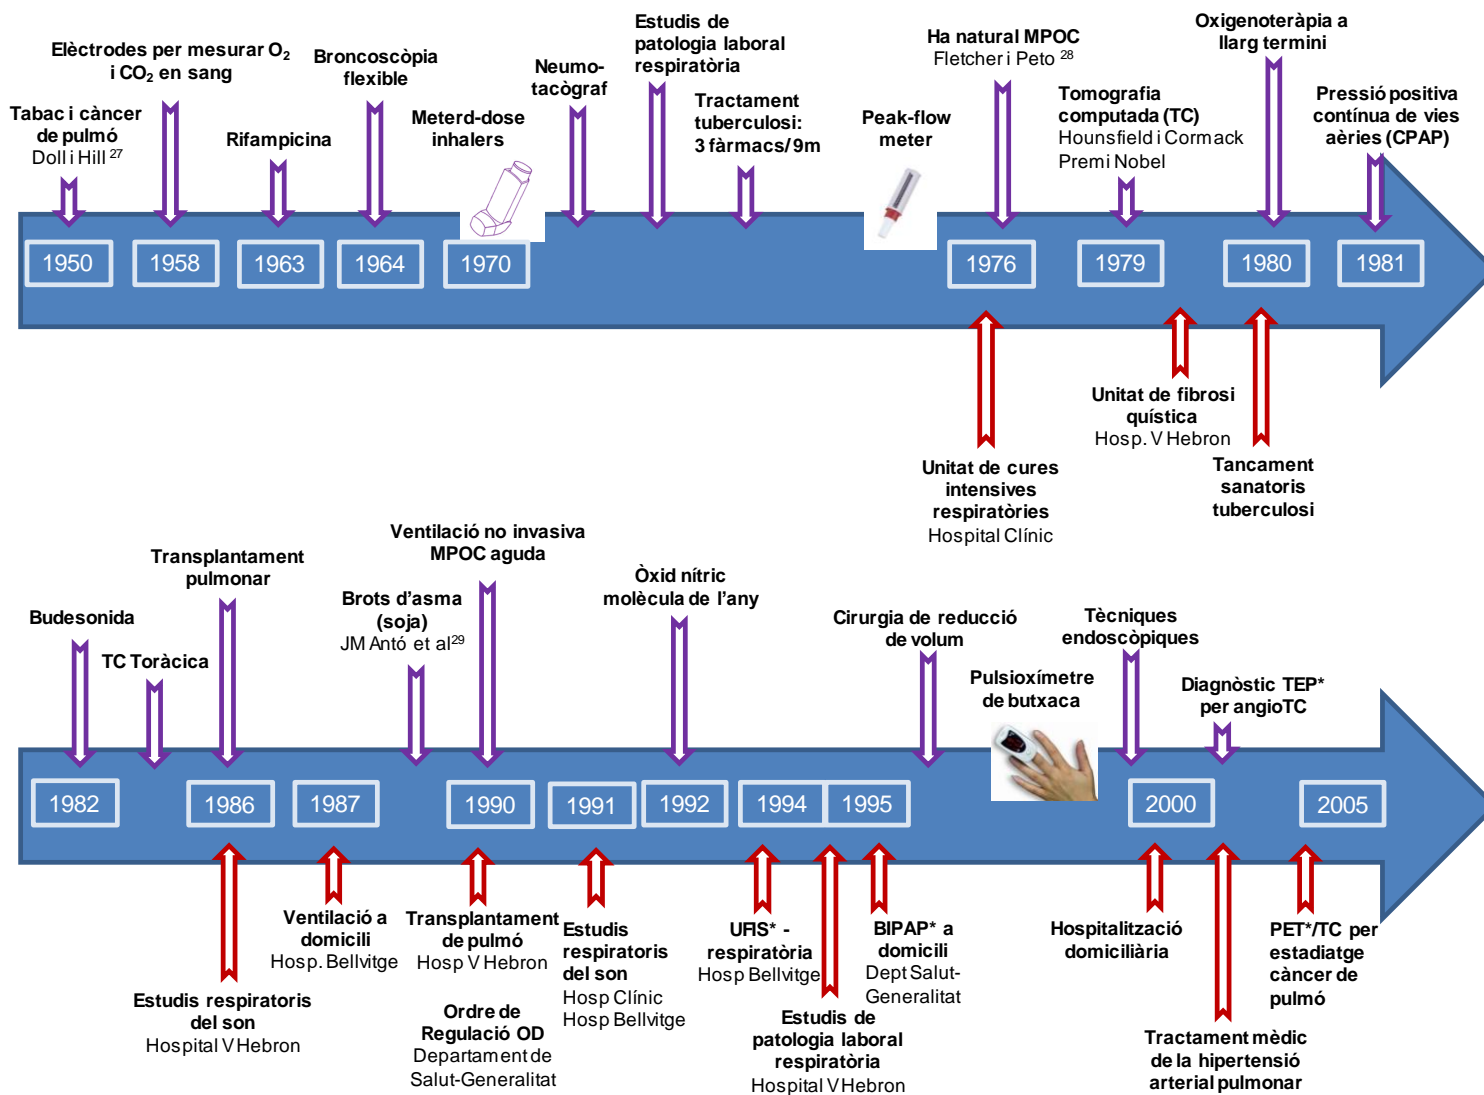 Tabac i càncer
de pulmó
Doll i Hill 27
Elèctrodes per mesurar O2
i CO2 en sang
Rifampicina
Broncoscòpia
flexible
Meterd-dose
inhalers
Neumo-
tacògraf
Estudis de
patologia laboral
respiratòria
Tractament
tuberculosi:
3 fàrmacs/9m
Peak-flow
meter
Ha natural MPOC
Fletcher i Peto 28
Tomografia
computada (TC)
Hounsfield i Cormack
Premi Nobel
Oxigenoteràpia a
llarg termini
Pressió positiva
contínua de vies
aèries (CPAP)
1950
1958
1963
1964
1970
1976
1979
1980
1981
Unitat de cures
intensives
respiratòries
Hospital Clínic
Unitat de fibrosi
quística
Hosp. V Hebron
Tancament
sanatoris
tuberculosi
Budesonida
TC Toràcica
Transplantament
pulmonar
Brots d'asma
(soja)
JM Antó et al29
Ventilació no invasiva
MPOC aguda
Òxid nítric
molècula de l'any
Cirurgia de reducció
de volum
Pulsioxímetre
de butxaca
Tècniques
endoscòpiques
Diagnòstic TEP*
per angioTC
1982
1986
1987
1990
1991
1992
1994
1995
2000
2005
Estudis respiratoris
del son
Hospital V Hebron
Ventilació a
domicili
Hosp. Bellvitge
Transplantament
de pulmó
Hosp V Hebron
Ordre de
Regulació OD
Departament de
Salut-Generalitat
Estudis
respiratoris
del son
Hosp Clínic
Hosp Bellvitge
UFIS* -
respiratòria
Hosp Bellvitge
Estudis de
patologia laboral
respiratòria
Hospital V Hebron
BIPAP* a
domicili
Dept Salut-
Generalitat
Hospitalització
domiciliària
Tractament mèdic
de la hipertensió
arterial pulmonar
PET*/TC per
estadiatge
càncer de
pulmó